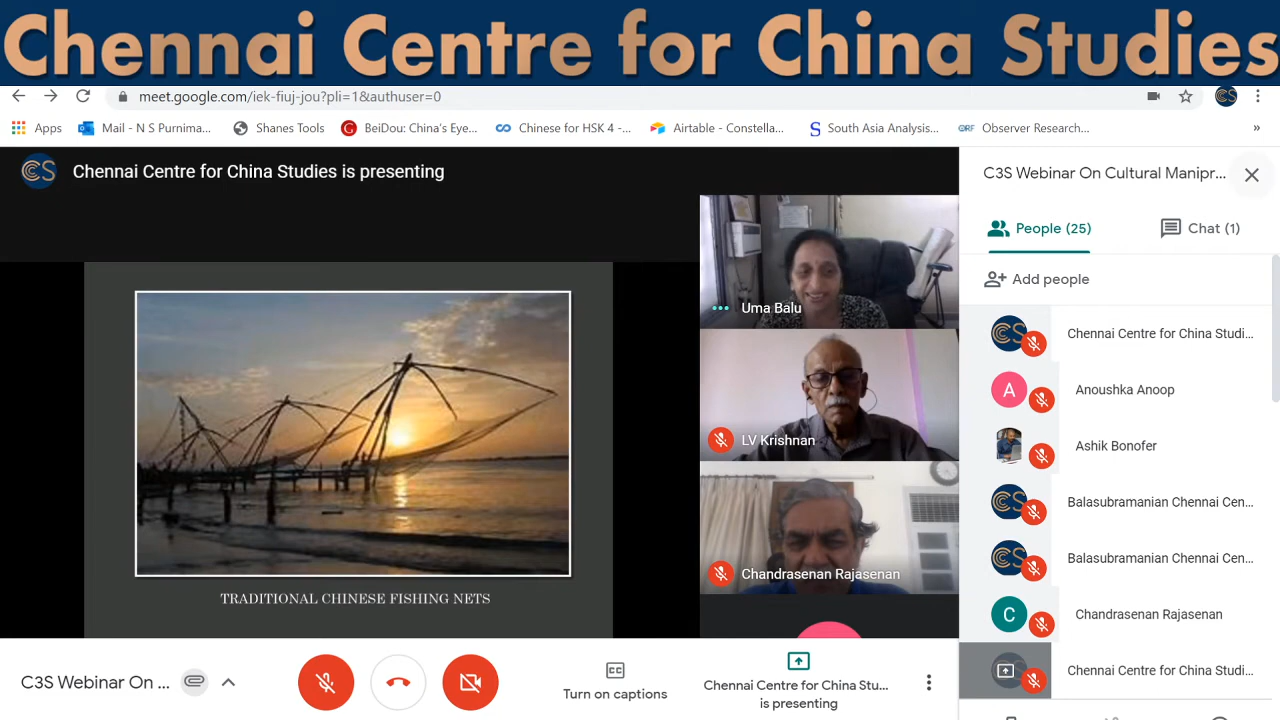 Chennai Centre for China Studies
meet.google.com/iek-fiuj-jou?pli=1&authuser=0
Apps
Mail - N S Purnima...
Shanes Tools
BeiDou: China's Eye...
Chinese for HSK 4 -...
Airtable - Constella...
South Asia Analysis...
ORF
Observer Research...
»
Chennai Centre for China Studies is presenting
TRADITIONAL CHINESE FISHING NETS
Uma Balu
LV Krishnan
Chandrasenan Rajasenan
C3S Webinar On Cultural Manipr...
People (25)
Chat (1)
Add people
Chennai Centre for China Studi...
A
Anoushka Anoop
Ashik Bonofer
Balasubramanian Chennai Cen...
Balasubramanian Chennai Cen...
C
Chandrasenan Rajasenan
Chennai Centre for China Studi...
C3S Webinar On ...
CC
Turn on captions
Chennai Centre for China Stu...
is presenting